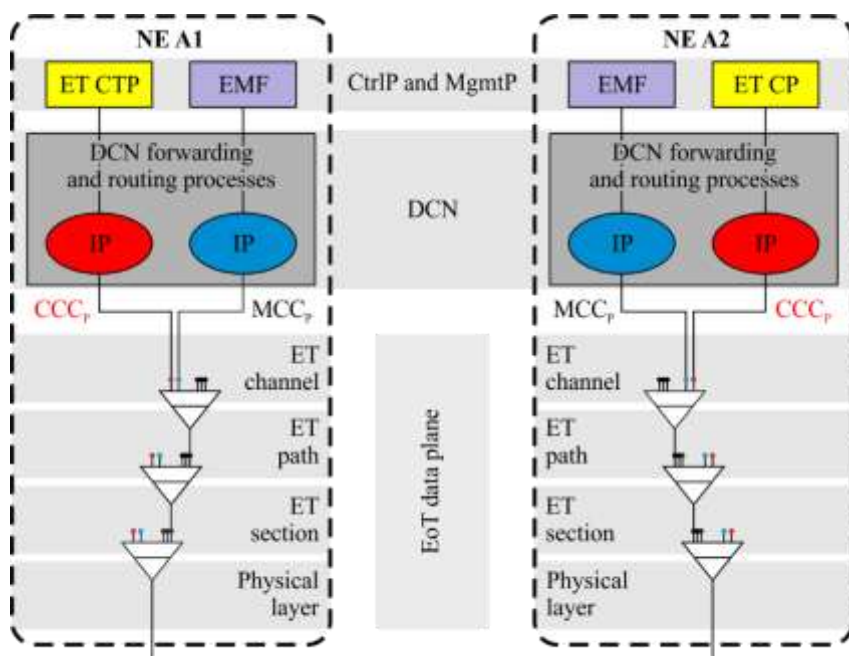 NE A1
ET CTP
EMF
DCN forwarding
and routing processes
IP
IP
CCCP
MCCP
ET
channel
ET
path
ET
section
Physical
layer
CtrlP and MgmtP
DCN
EoT data plane
NE A2
EMF
ET CP
DCN forwarding
and routing processes
IP
IP
MCCP
CCCP
ET
channel
ET
path
ET
section
Physical
layer